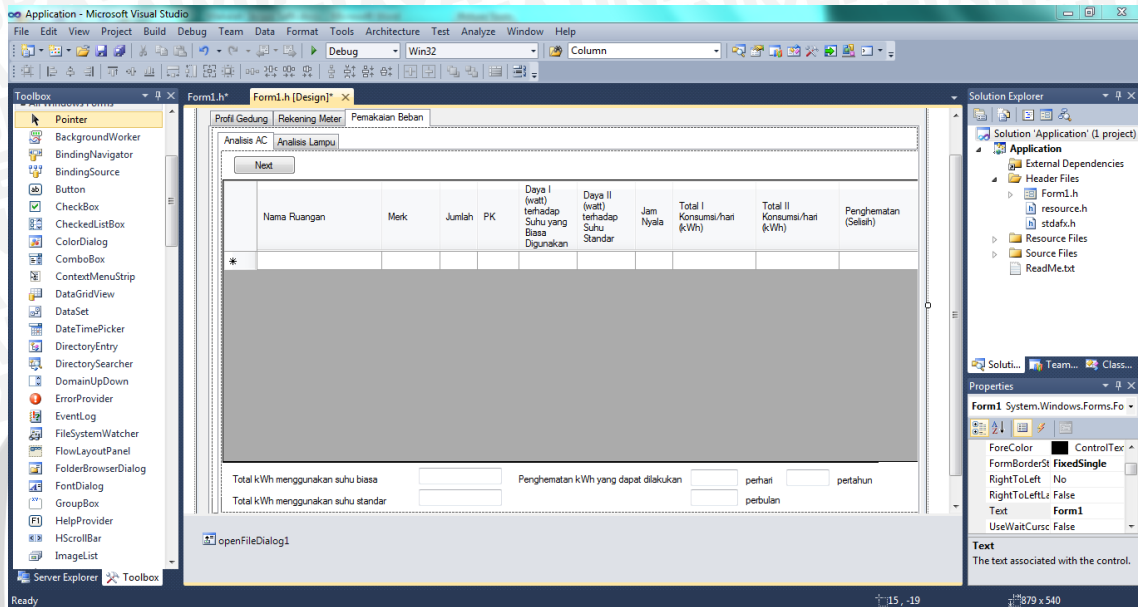 Application - Microsoft Visual Studio
File Edit View Project Build Debug Team Data Format Tools Architecture Test Analyze Window Help
Debug Win32 Column
Toolbox
Form1.h* Form1.h [Design]*
Solution Explorer
Pointer
BackgroundWorker
BindingNavigator
BindingSource
Button
CheckBox
CheckedListBox
ColorDialog
ComboBox
ContextMenuStrip
DataGridView
DataSet
DateTimePicker
DirectoryEntry
DirectorySearcher
DomainUpDown
ErrorProvider
EventLog
FileSystemWatcher
FlowLayoutPanel
FolderBrowserDialog
FontDialog
GroupBox
HelpProvider
HScrollBar
ImageList
Server Explorer Toolbox
Profil Gedung Rekening Meter Pemakaian Beban
Analisis AC Analisis Lampu
Next
Nama Ruangan
Merk
Jumlah
PK
Daya I
(watt)
terhadap
Suhu yang
Biasa
Digunakan
Daya II
(watt)
terhadap
Suhu
Standar
Jam
Nyala
Total I
Konsumsi/hari
(kWh)
Total II
Konsumsi/hari
(kWh)
Penghematan
(Selisih)
Total kWh menggunakan suhu biasa
Penghematan kWh yang dapat dilakukan
perhari
pertahun
Total kWh menggunakan suhu standar
perbulan
openFileDialog1
Solution 'Application' (1 project)
Application
External Dependencies
Header Files
Form1.h
resource.h
stdafx.h
Resource Files
Source Files
ReadMe.txt
Soluti... Team... Class...
Properties
Form1 System.Windows.Forms.Fo
ForeColor ControlTex
FormBorderSt FixedSingle
RightToLeft No
RightToLeftLa False
Text Form1
UseWaitCursc False
Text
The text associated with the control.
Ready
15 , -19
879 x 540